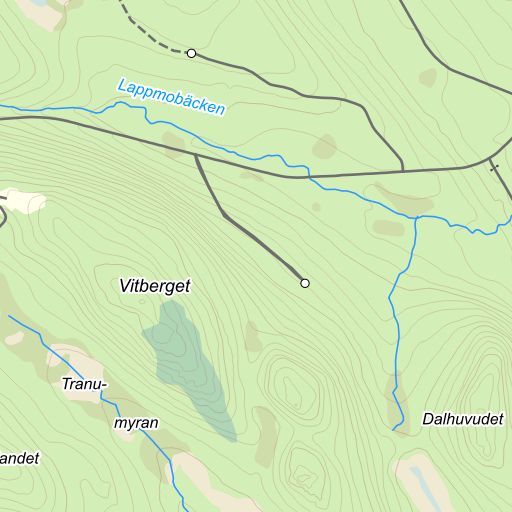 Lappmobäcken
Vitberget
Tranu-
myran
Dalhuvudet
andet